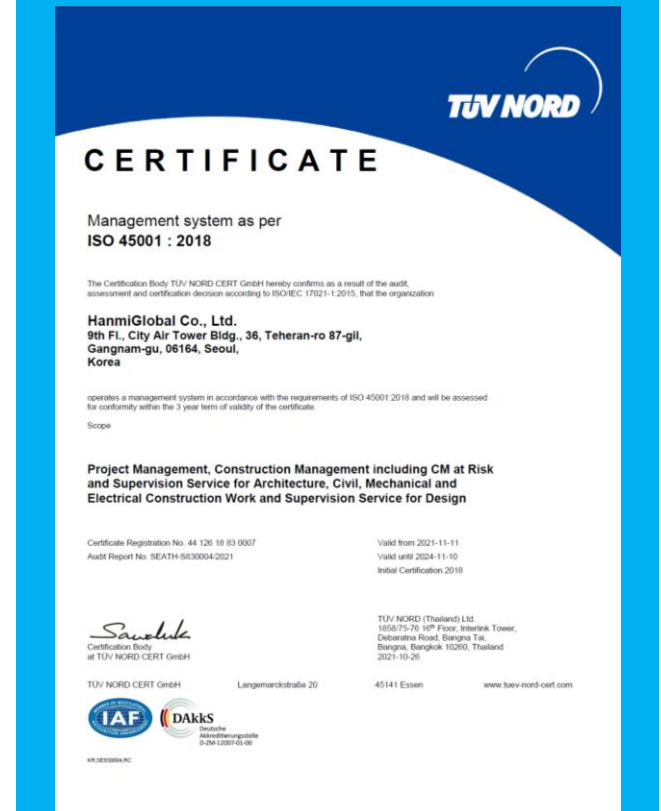 TÜV NORD
CERTIFICATE
Management system as per
ISO 45001 : 2018
The Certification Body TÜV NORD CERT GmbH hereby confirms as a result of the audit,
assessment and certification decision according to ISO/IEC 17021-1:2015, that the organization
HanmiGlobal Co., Ltd.
9th Fl., City Air Tower Bldg., 36, Teheran-ro 87-gil,
Gangnam-gu, 06164, Seoul,
Korea
operates a management system in accordance with the requirements of ISO 45001:2018 and will be assessed
for conformity within the 3 year term of validity of the certificate.
Scope
Project Management, Construction Management including CM at Risk
and Supervision Service for Architecture, Civil, Mechanical and
Electrical Construction Work and Supervision Service for Design
Certificate Registration No. 44 126 18 83 0007
Audit Report No. SEATH-S830004/2021
Valid from 2021-11-11
Valid until 2024-11-10
Initial Certification 2018
Certification Body
at TÜV NORD CERT GmbH
TÜV NORD (Thailand) Ltd.
1858/75-76 16th Floor, Interlink Tower,
Debaratna Road, Bangna Tai,
Bangna, Bangkok 10260, Thailand
2021-10-26
TÜV NORD CERT GmbH Langemarckstraße 20 45141 Essen www.tuev-nord-cert.com
IAF
DAkkS
Deutsche
Akkreditierungsstelle
D-ZM-12007-01-00